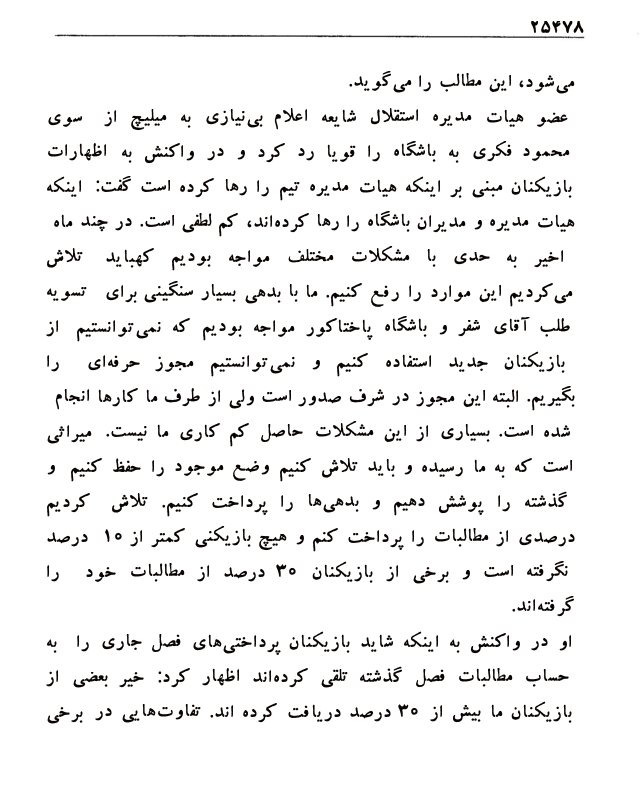 ۲۵۴۷۸
می‌شود، این مطالب را می‌گوید.
عضو هیات مدیره استقلال شایعه اعلام بی‌نیازی به میلیچ از سوی
محمود فکری به باشگاه را قویا رد کرد و در واکنش به اظهارات
بازیکنان مبنی بر اینکه هیات مدیره تیم را رها کرده است گفت: اینکه
هیات مدیره و مدیران باشگاه را رها کرده‌اند، کم لطفی است. در چند ماه
اخیر به حدی با مشکلات مختلف مواجه بودیم کهباید تلاش
می‌کردیم این موارد را رفع کنیم. ما با بدهی بسیار سنگینی برای تسویه
طلب آقای شفر و باشگاه پاختاکور مواجه بودیم که نمی‌توانستیم از
بازیکنان جدید استفاده کنیم و نمی‌توانستیم مجوز حرفه‌ای را
بگیریم. البته این مجوز در شرف صدور است ولی از طرف ما کارها انجام
شده است. بسیاری از این مشکلات حاصل کم کاری ما نیست. میراثی
است که به ما رسیده و باید تلاش کنیم وضع موجود را حفظ کنیم و
گذشته را پوشش دهیم و بدهی‌ها را پرداخت کنیم. تلاش کردیم
درصدی از مطالبات را پرداخت کنم و هیچ بازیکنی کمتر از ۱۰ درصد
نگرفته است و برخی از بازیکنان ۳۰ درصد از مطالبات خود را
گرفته‌اند.
او در واکنش به اینکه شاید بازیکنان پرداختی‌های فصل جاری را به
حساب مطالبات فصل گذشته تلقی کرده‌اند اظهار کرد: خیر بعضی از
بازیکنان ما بیش از ۳۰ درصد دریافت کرده اند. تفاوت‌هایی در برخی